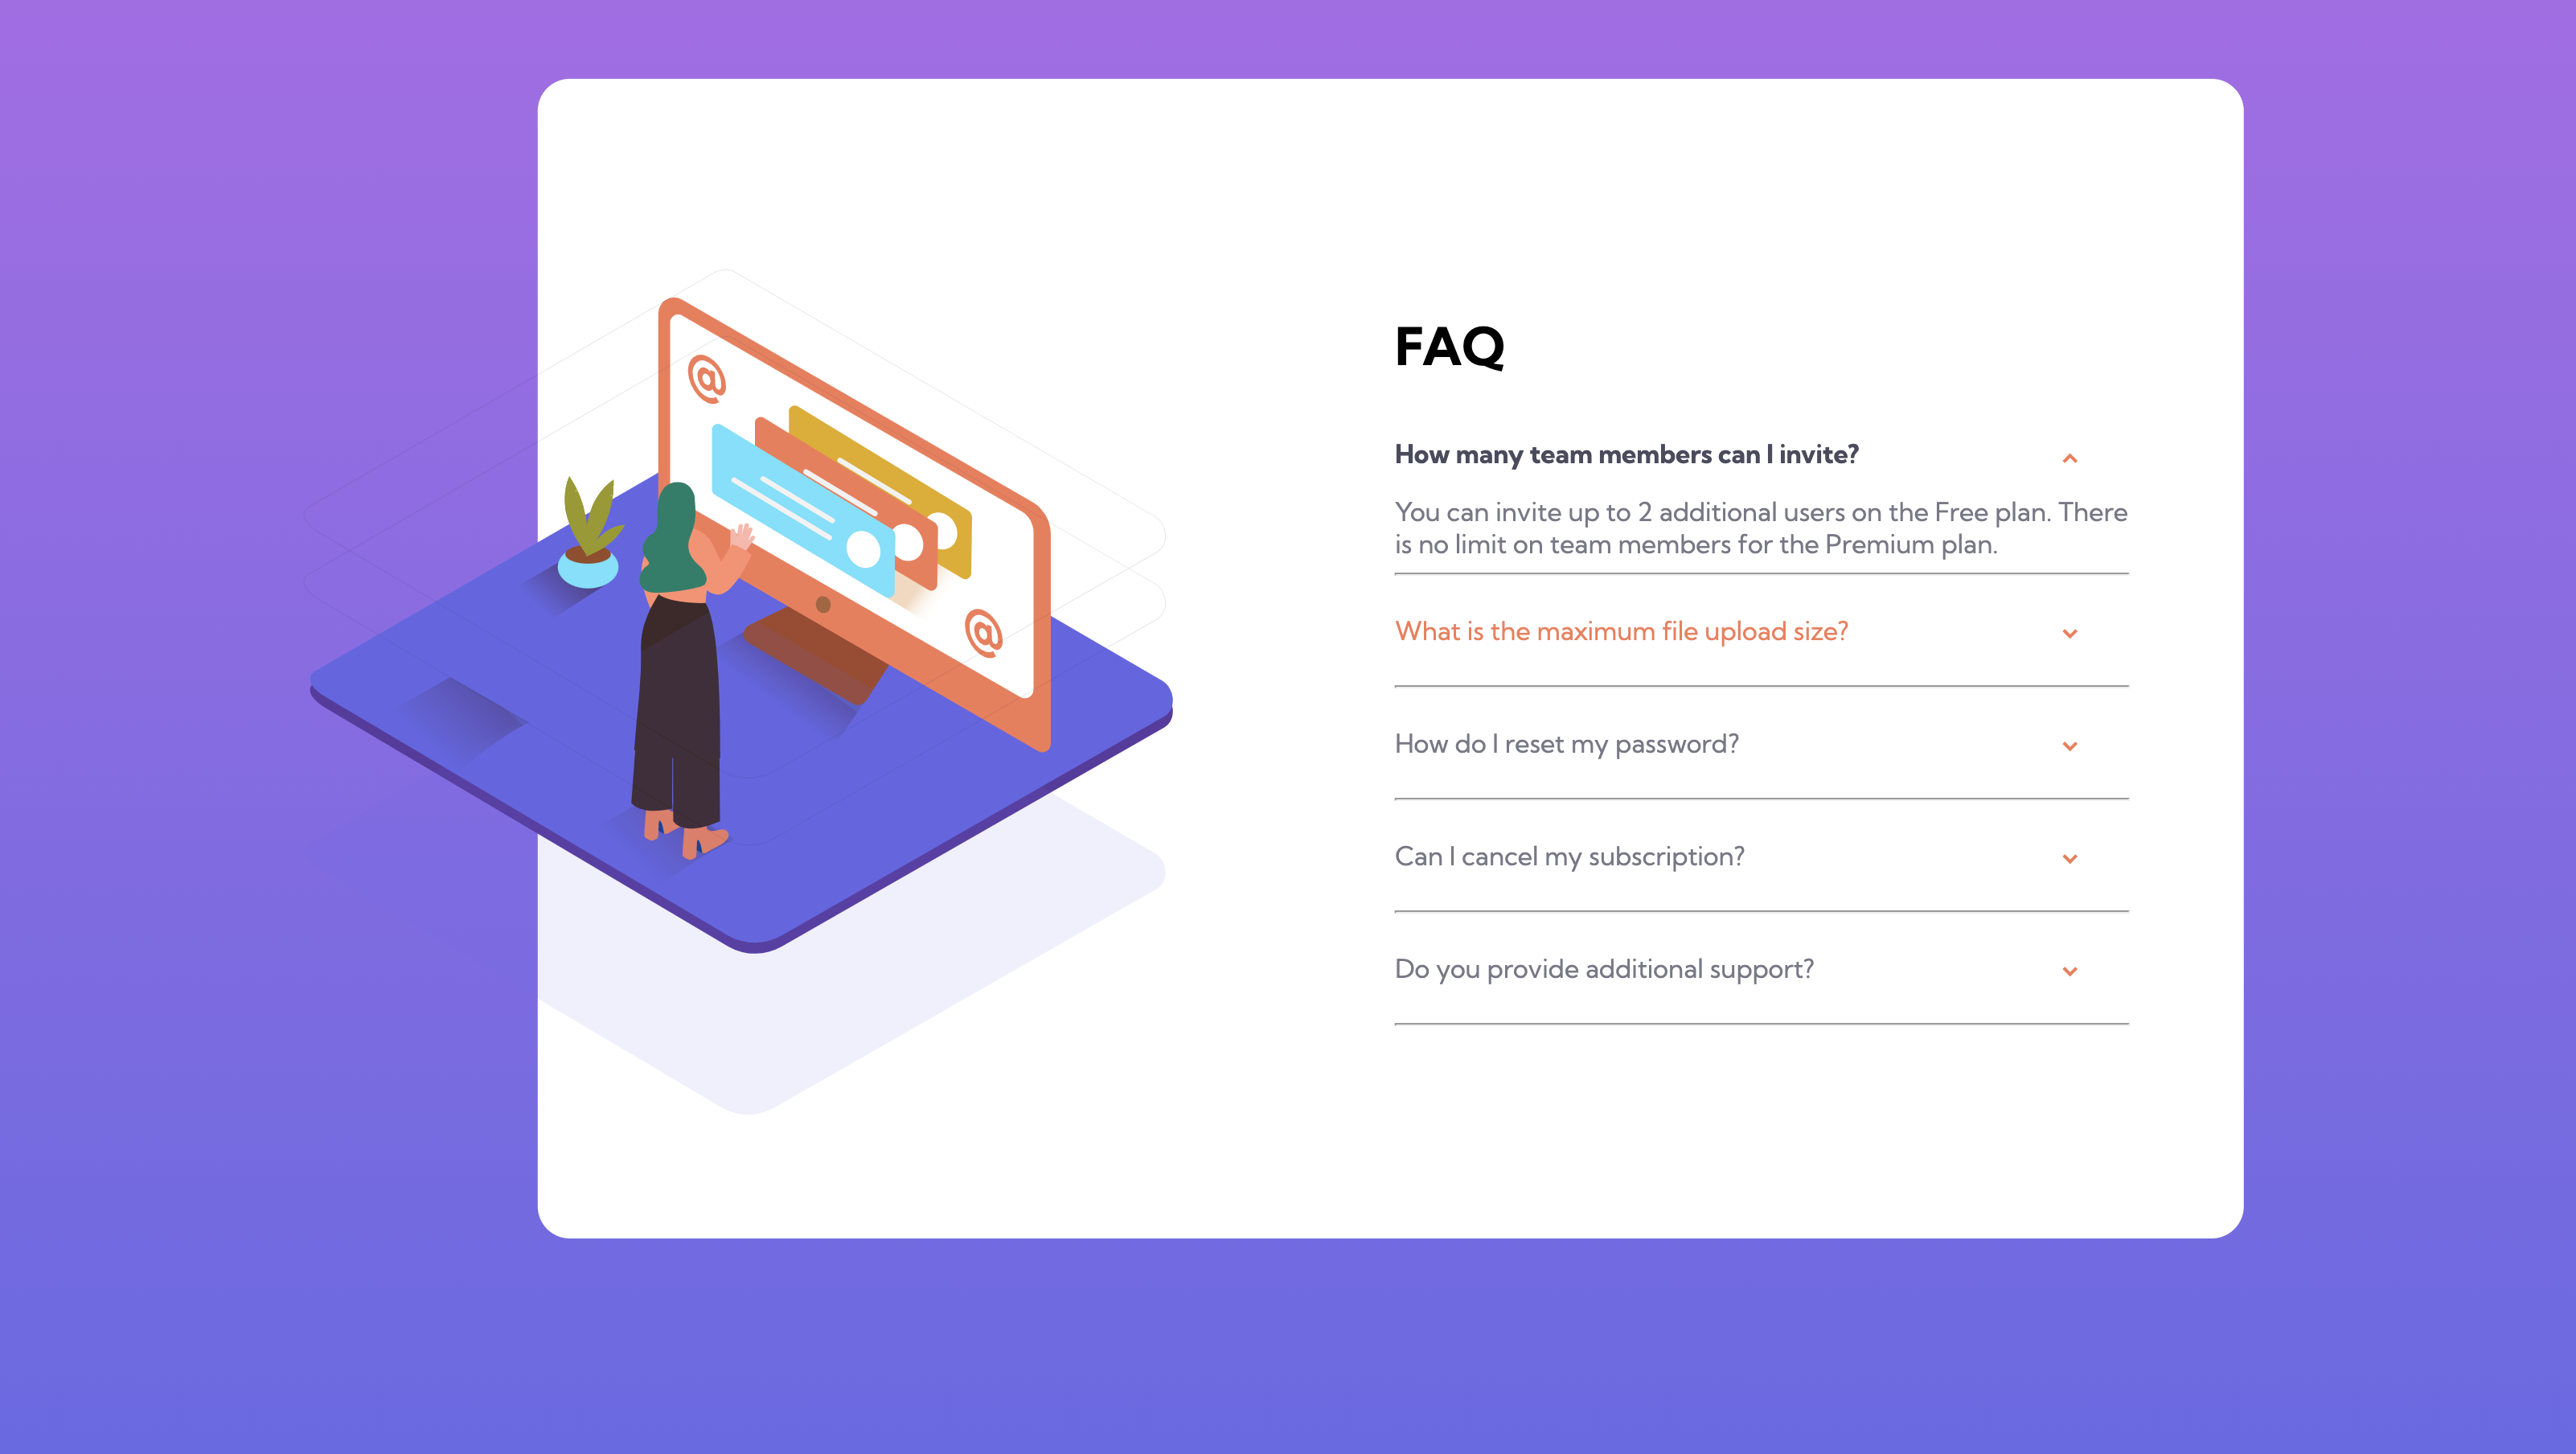 @
@
FAQ
How many team members can I invite?
You can invite up to 2 additional users on the Free plan. There
is no limit on team members for the Premium plan.
What is the maximum file upload size?
How do I reset my password?
Can I cancel my subscription?
Do you provide additional support?